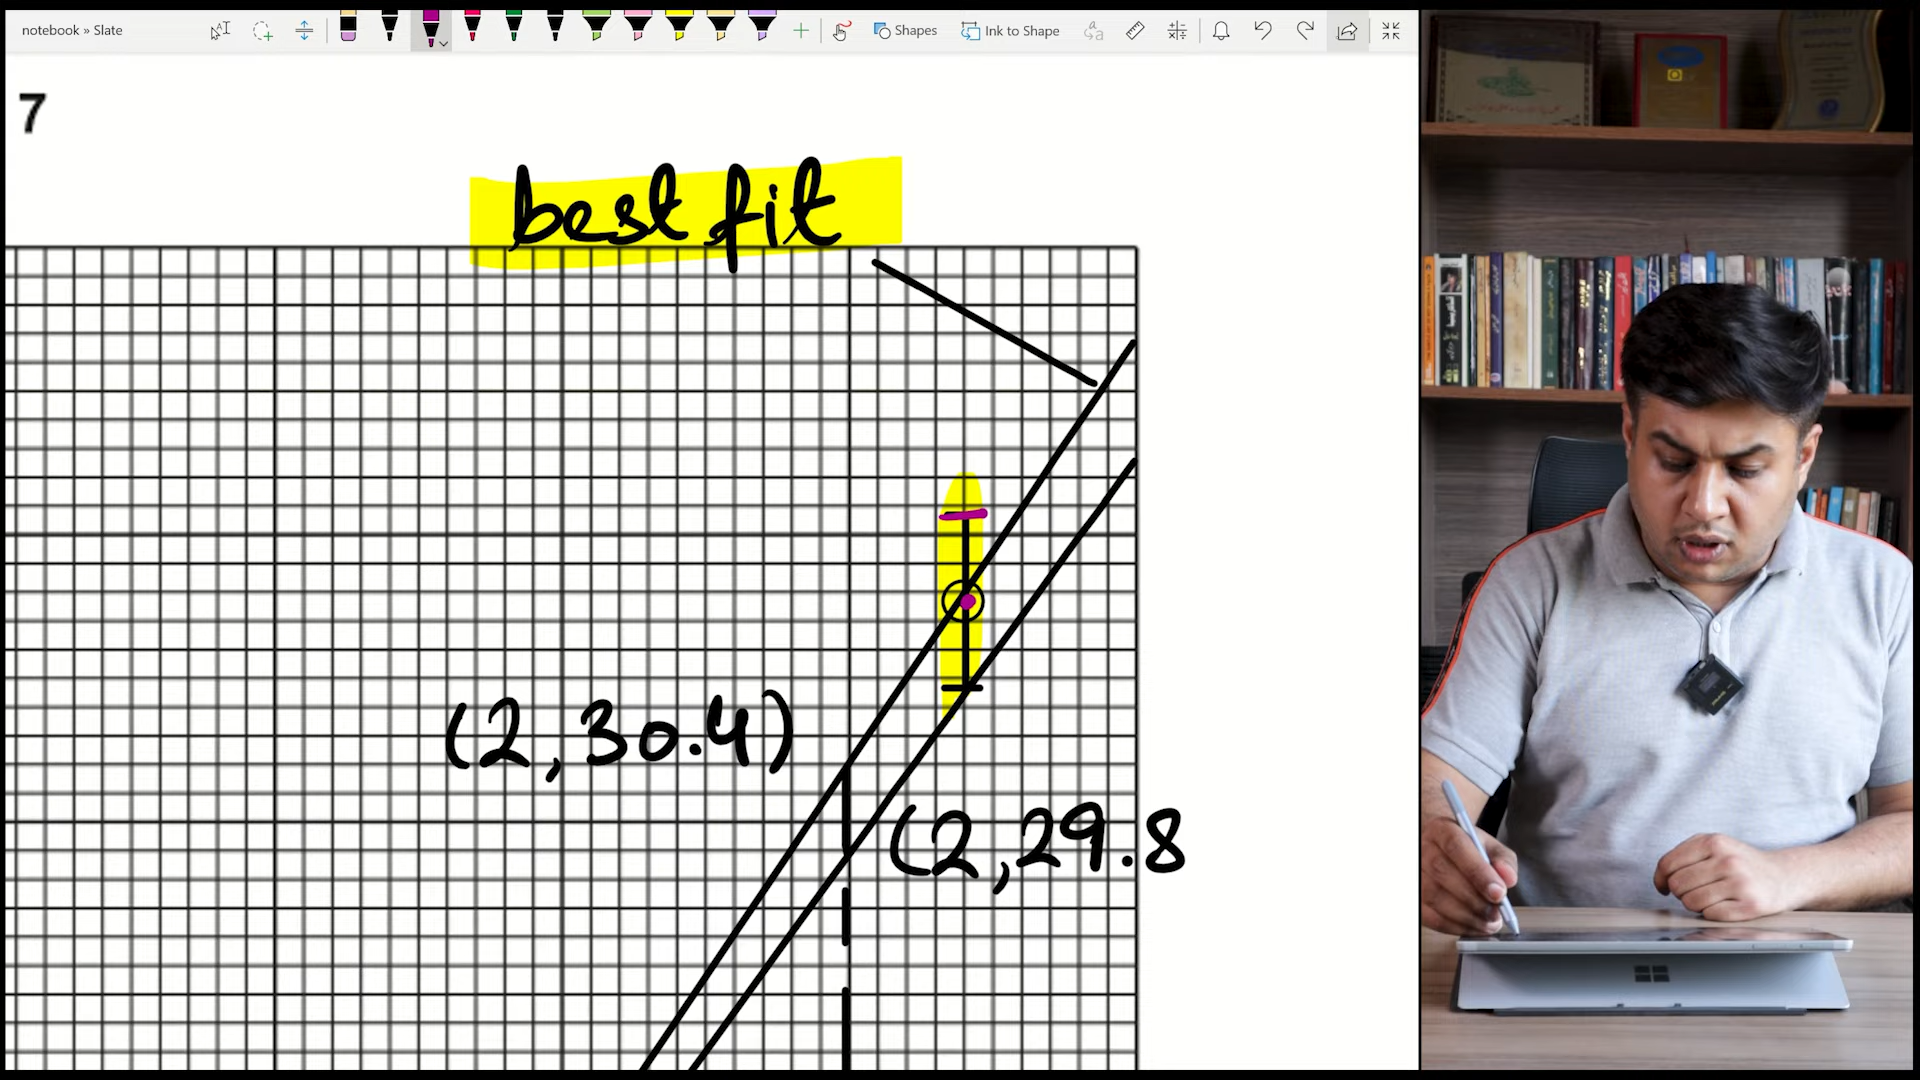 notebook » Slate
Shapes
Ink to Shape
7
best fit
(2, 30.4)
(2, 29.8